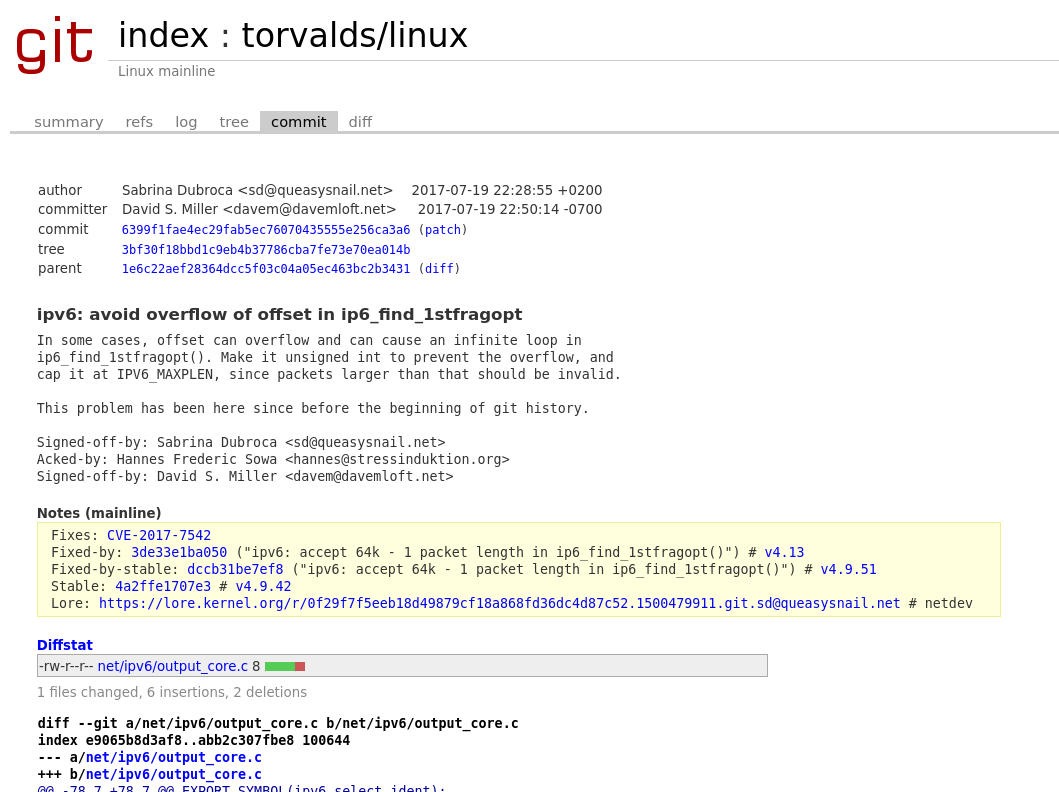 git
index : torvalds/linux
Linux mainline
summary refs log tree commit diff
author Sabrina Dubroca <sd@queasysnail.net> 2017-07-19 22:28:55 +0200
committer David S. Miller <davem@davemloft.net> 2017-07-19 22:50:14 -0700
commit 6399f1fae4ec29fab5ec76070435555e256ca3a6 (patch)
tree 3bf30f18bbd1c9eb4b37786cba7fe73e70ea014b
parent 1e6c22aef28364dcc5f03c04a05ec463bc2b3431 (diff)
ipv6: avoid overflow of offset in ip6_find_1stfragopt
In some cases, offset can overflow and can cause an infinite loop in
ip6_find_1stfragopt(). Make it unsigned int to prevent the overflow, and
cap it at IPV6_MAXPLEN, since packets larger than that should be invalid.
This problem has been here since before the beginning of git history.
Signed-off-by: Sabrina Dubroca <sd@queasysnail.net>
Acked-by: Hannes Frederic Sowa <hannes@stressinduktion.org>
Signed-off-by: David S. Miller <davem@davemloft.net>
Notes (mainline)
Fixes: CVE-2017-7542
Fixed-by: 3de33e1ba050 ("ipv6: accept 64k - 1 packet length in ip6_find_1stfragopt()") # v4.13
Fixed-by-stable: dccb31be7ef8 ("ipv6: accept 64k - 1 packet length in ip6_find_1stfragopt()") # v4.9.51
Stable: 4a2ffe1707e3 # v4.9.42
Lore: https://lore.kernel.org/r/0f29f7f5eeb18d49879cf18a868fd36dc4d87c52.1500479911.git.sd@queasysnail.net # netdev
Diffstat
-rw-r--r-- net/ipv6/output_core.c 8
1 files changed, 6 insertions, 2 deletions
diff --git a/net/ipv6/output_core.c b/net/ipv6/output_core.c
index e9065b8d3af8..abb2c307fbe8 100644
--- a/net/ipv6/output_core.c
+++ b/net/ipv6/output_core.c
@@ -78,7 +78,7 @@ EXPORT_SYMBOL(ipv6_select_ident);